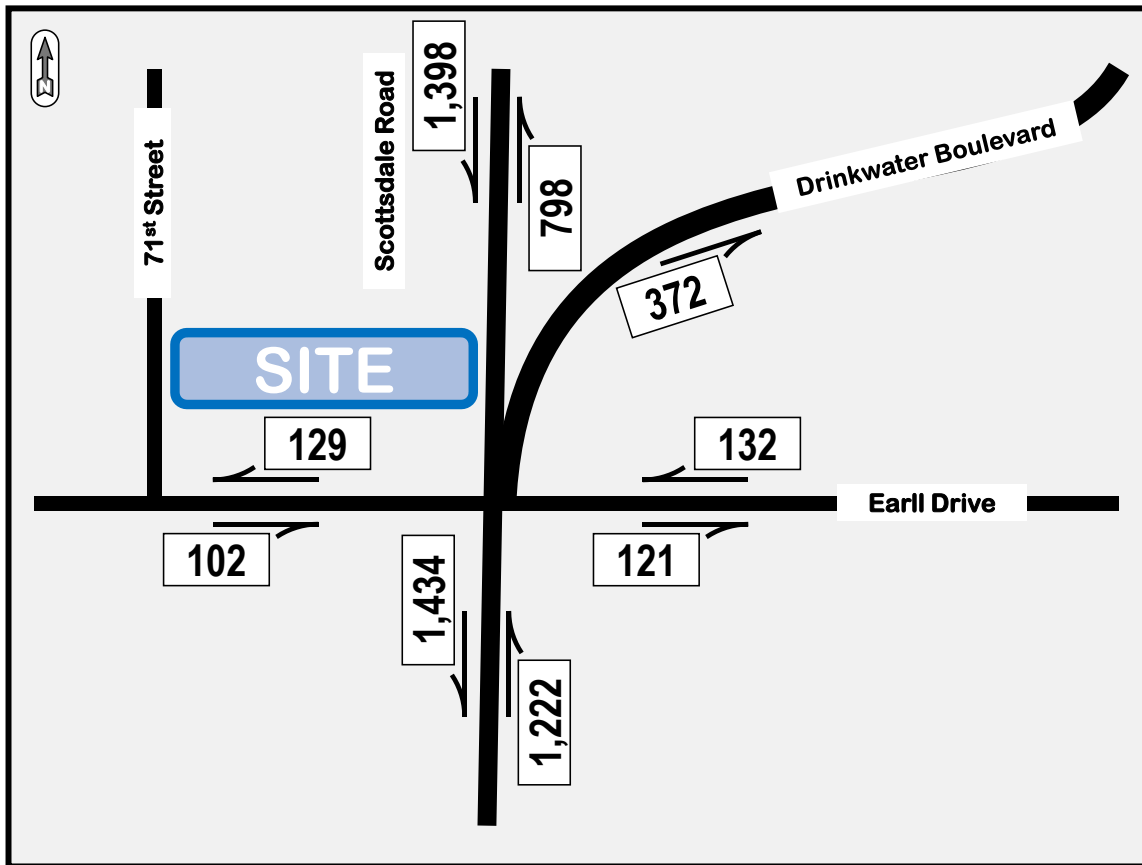 N
1,398
Scottsdale Road
71st Street
798
Drinkwater Boulevard
372
SITE
129
132
Earll Drive
102
121
1,434
1,222